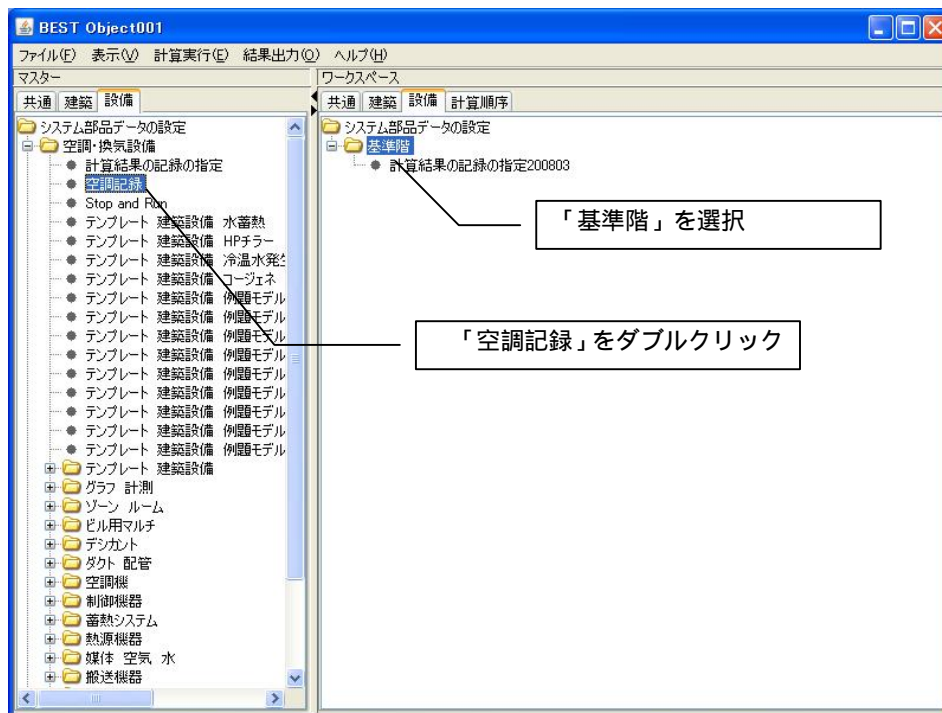 BEST Object001
ファイル(F) 表示(V) 計算実行(E) 結果出力(O) ヘルプ(H)
マスター
共通 建築 設備
システム部品データの設定
空調・換気設備
計算結果の記録の指定
空調記録
Stop and Run
テンプレート 建築設備 水蓄熱
テンプレート 建築設備 HPチラー
テンプレート 建築設備 冷温水発生
テンプレート 建築設備 コージェネ
テンプレート 建築設備 例題モデル
テンプレート 建築設備 例題モデル
テンプレート 建築設備 例題モデル
テンプレート 建築設備 例題モデル
テンプレート 建築設備 例題モデル
テンプレート 建築設備 例題モデル
テンプレート 建築設備 例題モデル
テンプレート 建築設備 例題モデル
テンプレート 建築設備 例題モデル
テンプレート 建築設備
グラフ 計測
ゾーン ルーム
ビル用マルチ
デシカント
ダクト 配管
空調機
制御機器
蓄熱システム
熱源機器
媒体 空気 水
搬送機器
ワークスペース
共通 建築 設備 計算順序
システム部品データの設定
基準階
計算結果の記録の指定200803
「基準階」を選択
「空調記録」をダブルクリック